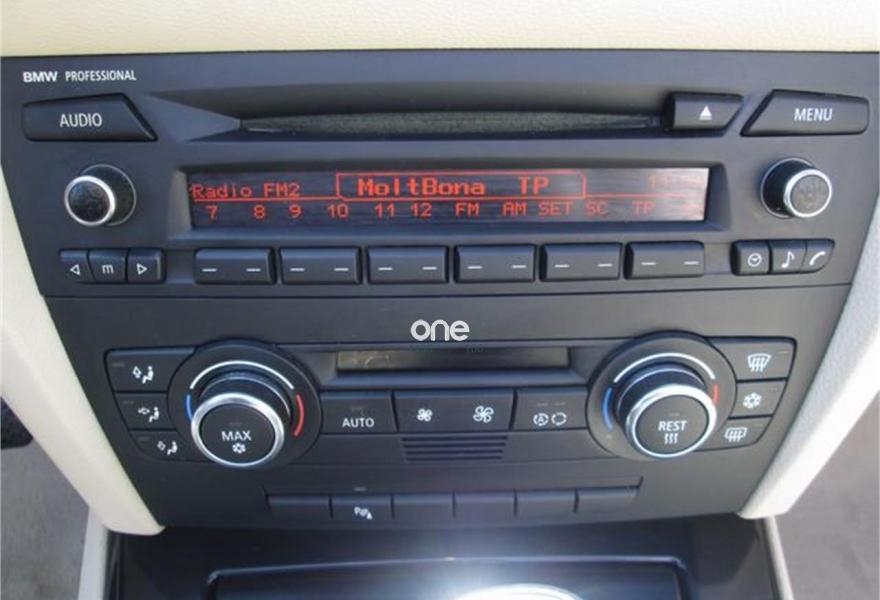 BMW PROFESSIONAL
AUDIO
MENU
Radio FM2 MoltBona TP
7 8 9 10 11 12 FM AM SET SC TP
m
one
AUTO
MAX
REST